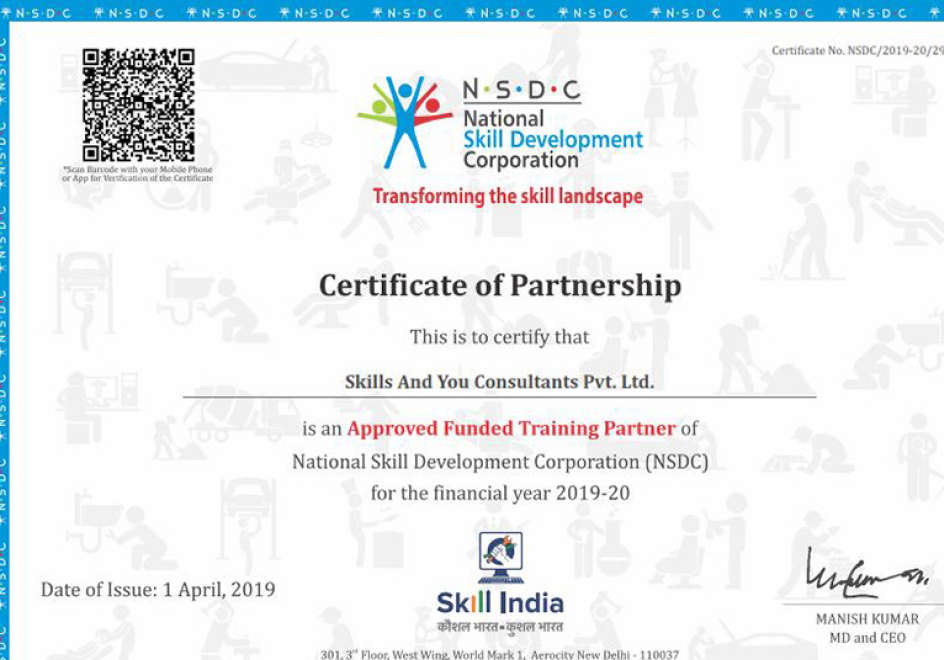 N·S·D·C N·S·D·C N·S·D·C N·S·D·C N·S·D·C N·S·D·C N·S·D·C N·S·D·C N·S·D·C N·S·D·C
Certificate No. NSDC/2019-20/29
*Scan Barcode with your Mobile Phone
or App for Verification of the Certificate
N·S·D·C
National
Skill Development
Corporation
Transforming the skill landscape
Certificate of Partnership
This is to certify that
Skills And You Consultants Pvt. Ltd.
is an Approved Funded Training Partner of
National Skill Development Corporation (NSDC)
for the financial year 2019-20
Date of Issue: 1 April, 2019
Skill India
कौशल भारत-कुशल भारत
MANISH KUMAR
MD and CEO
301, 3rd Floor, West Wing, World Mark 1, Aerocity New Delhi - 110037